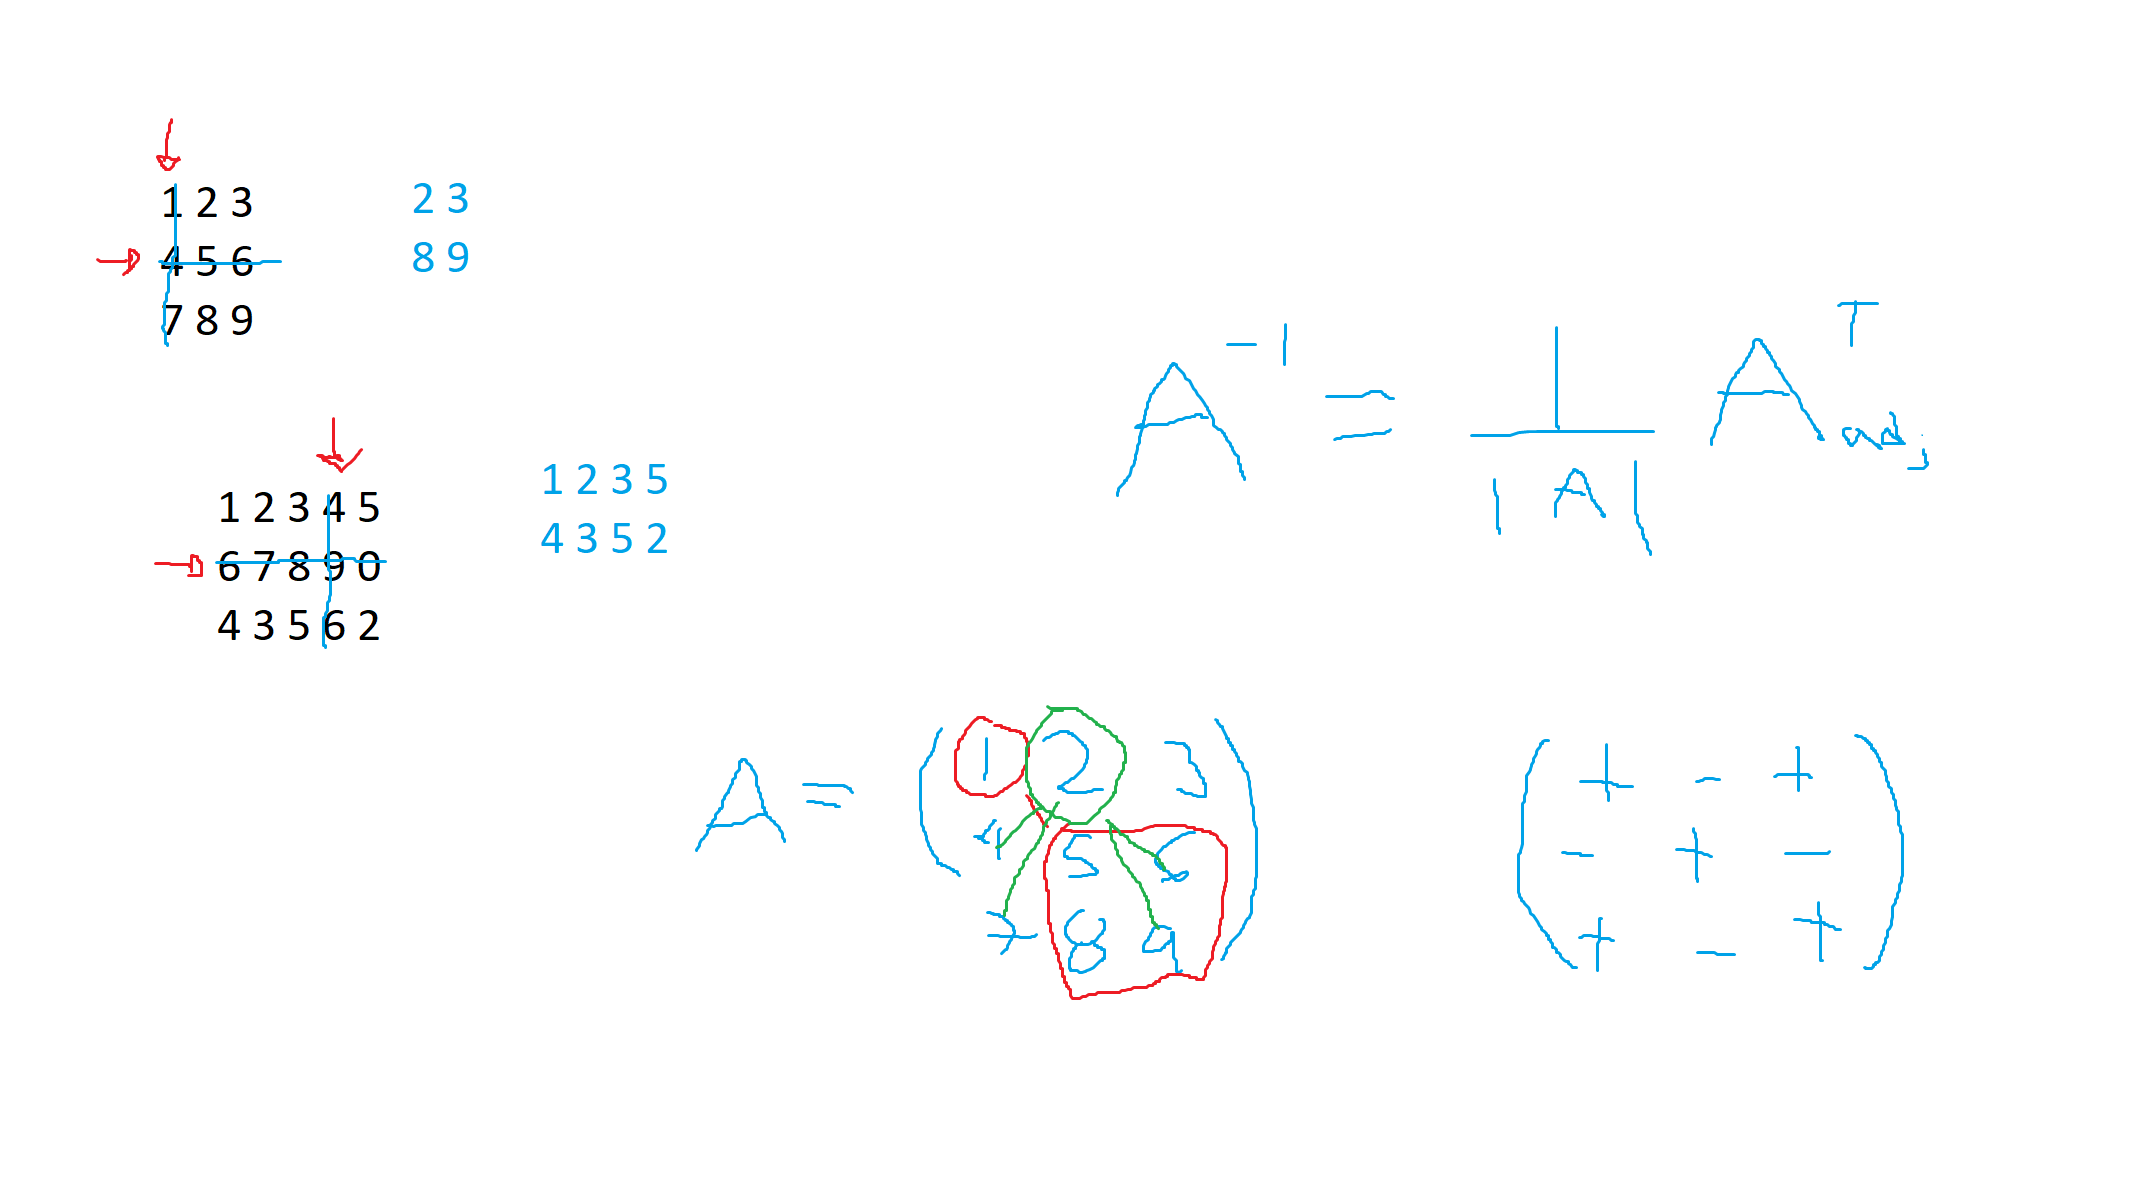 1 2 3
4 5 6
7 8 9
2 3
8 9
1 2 3 4 5
6 7 8 9 0
4 3 5 6 2
1 2 3 5
4 3 5 2
A⁻¹ = 1/|A| Aᵀadj
A = ( 1 2 3
4 5 6
7 8 9 )
( + - +
- + -
+ - + )